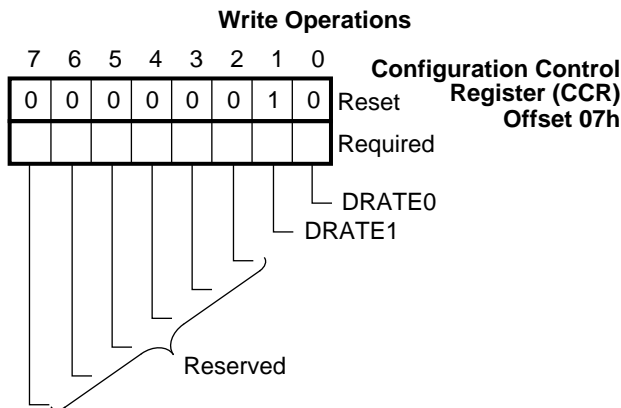 Write Operations
7 6 5 4 3 2 1 0
Configuration Control
Register (CCR)
Offset 07h
0 0 0 0 0 0 1 0 Reset
Required
DRATE0
DRATE1
Reserved